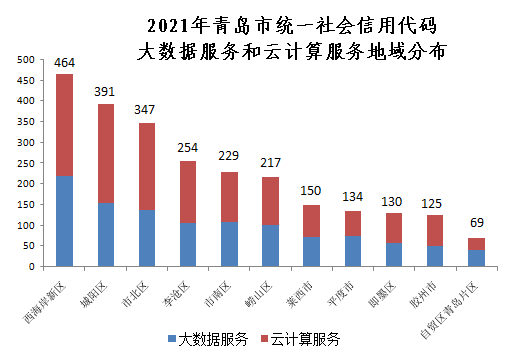 2021年青岛市统一社会信用代码
大数据服务和云计算服务地域分布
500
450
400
350
300
250
200
150
100
50
0
464
391
347
254
229
217
150
134
130
125
69
西海岸新区
城阳区
市北区
李沧区
市南区
崂山区
莱西市
平度市
即墨区
胶州市
自贸区青岛片区
大数据服务 云计算服务